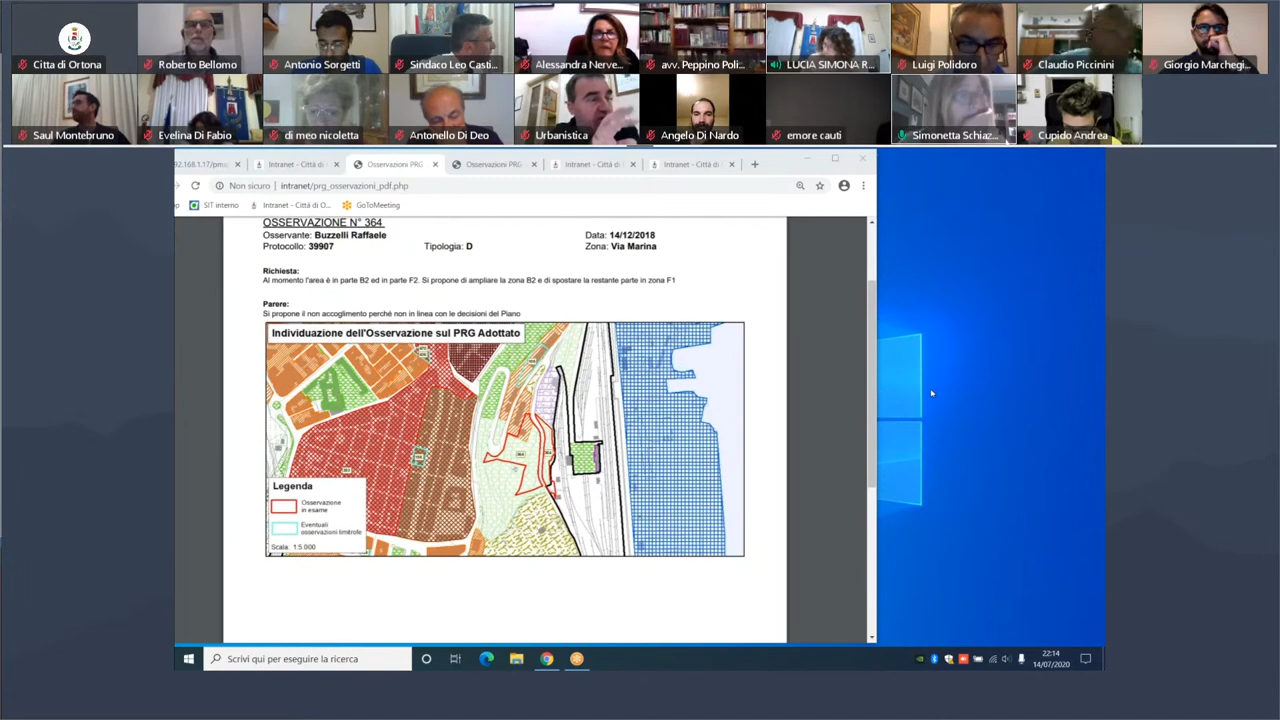 Citta di Ortona
Roberto Bellomo
Antonio Sorgetti
Sindaco Leo Casti...
Alessandra Nerve...
avv. Peppino Poli...
LUCIA SIMONA R...
Luigi Polidoro
Claudio Piccinini
Giorgio Marchegi...
Saul Montebruno
Evelina Di Fabio
di meo nicoletta
Antonello Di Deo
Urbanistica
Angelo Di Nardo
emore cauti
Simonetta Schiaz...
Cupido Andrea
Intranet - Città di
Osservazioni PRG
Osservazioni PRG
Intranet - Città di
Intranet - Città di
Non sicuro intranet/prg_osservazioni_pdf.php
SIT interno Intranet - Città di O... GoToMeeting
OSSERVAZIONE N° 364
Osservante: Buzzelli Raffaele Data: 14/12/2018
Protocollo: 39907 Tipologia: D Zona: Via Marina
Richiesta:
Al momento l'area è in parte B2 ed in parte F2. Si propone di ampliare la zona B2 e di spostare la restante parte in zona F1
Parere:
Si propone il non accoglimento perché non in linea con le decisioni del Piano
Individuazione dell'Osservazione sul PRG Adottato
Legenda
Osservazione
in esame
Eventuali
osservazioni limitrofe
Scala: 1:5.000
Scrivi qui per eseguire la ricerca
22:14
14/07/2020